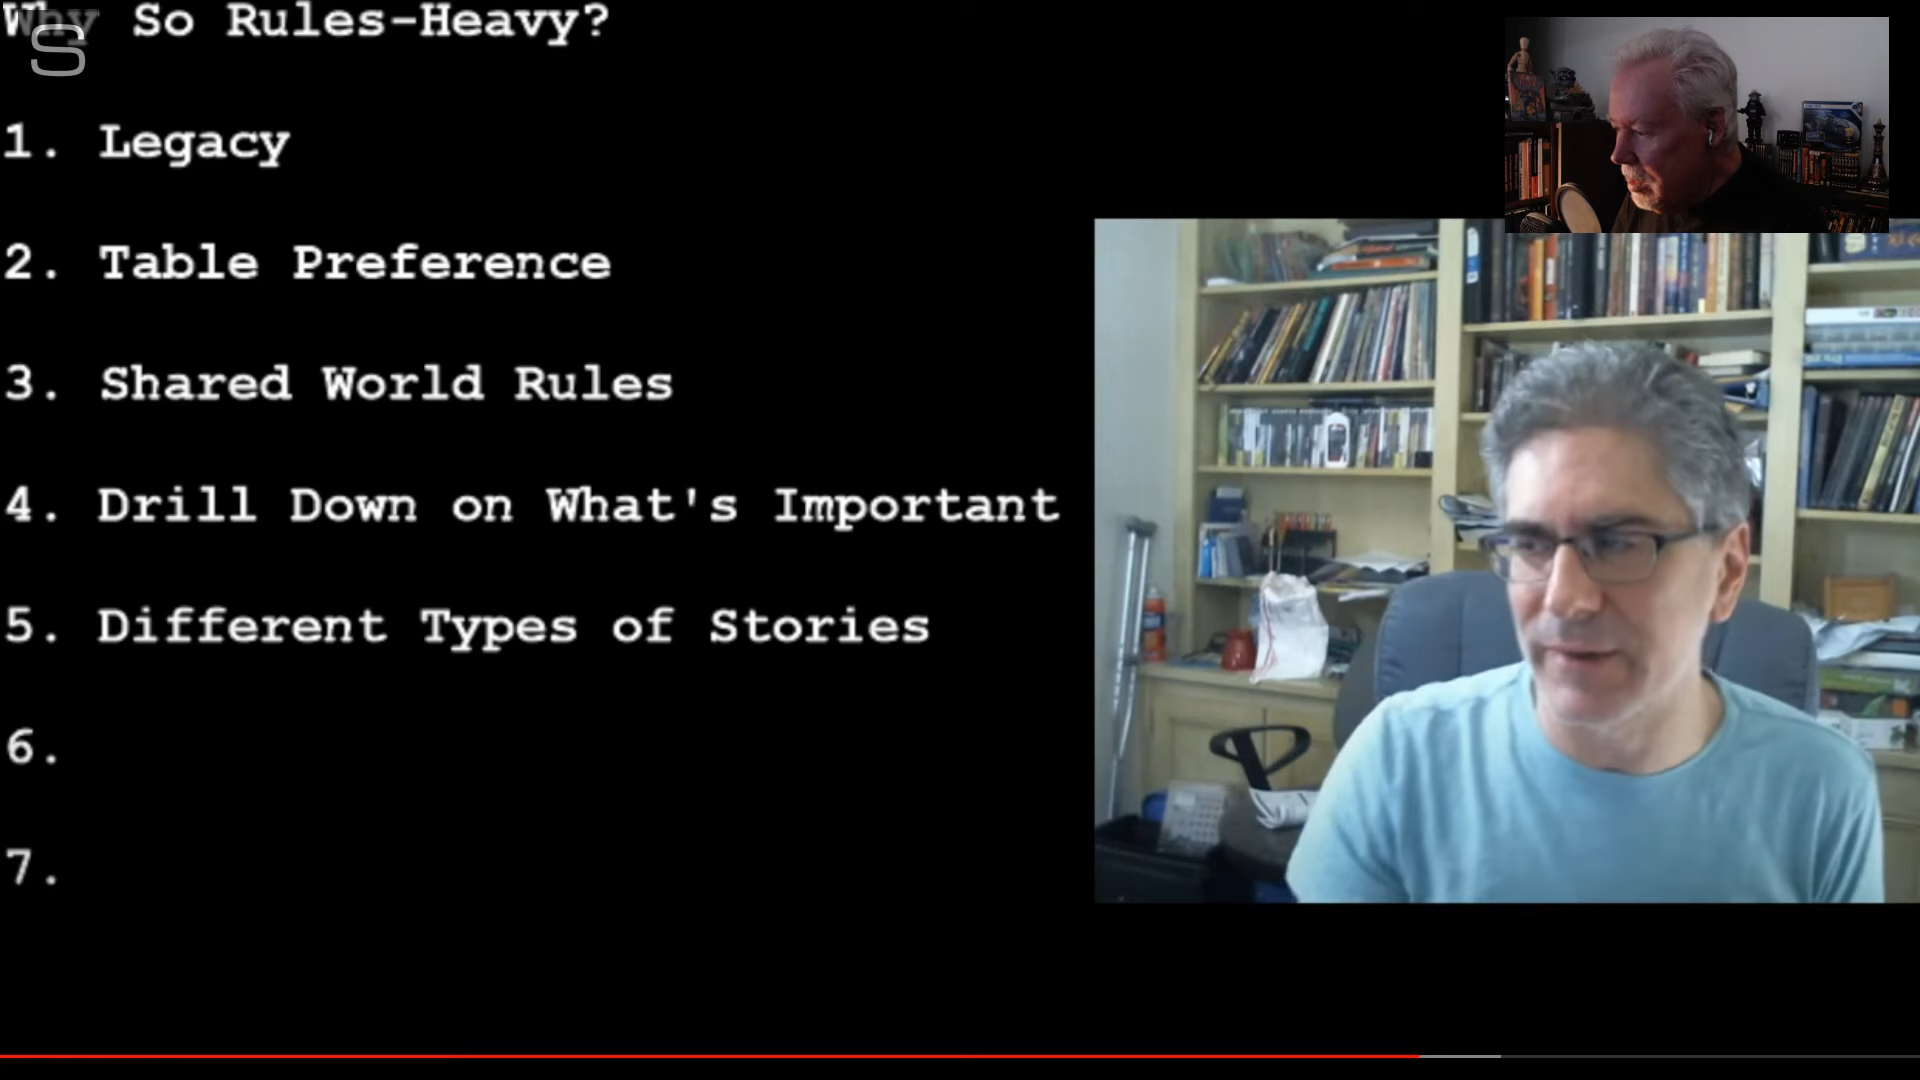 Why So Rules-Heavy?
S
1. Legacy
2. Table Preference
3. Shared World Rules
4. Drill Down on What's Important
5. Different Types of Stories
6.
7.